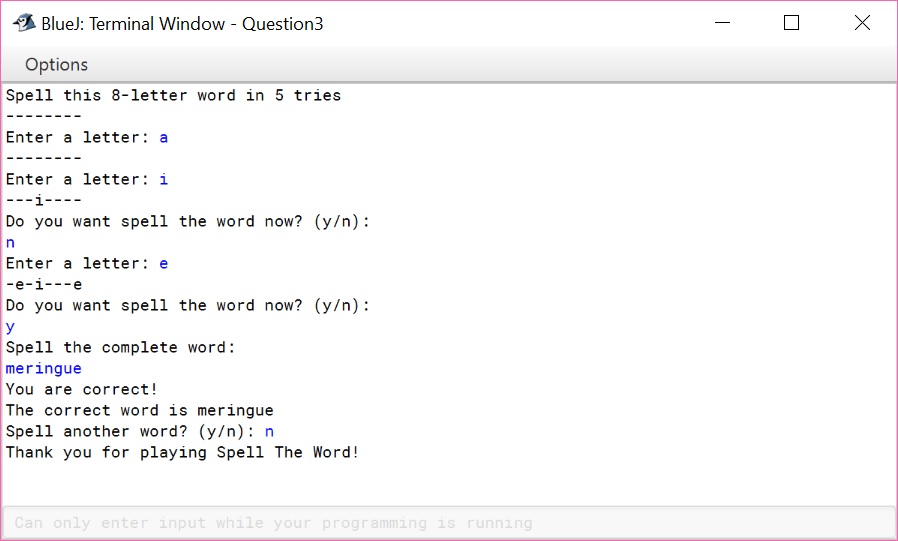 BlueJ: Terminal Window - Question3
Options
Spell this 8-letter word in 5 tries
--------
Enter a letter: a
--------
Enter a letter: i
---i----
Do you want spell the word now? (y/n):
n
Enter a letter: e
-e-i---e
Do you want spell the word now? (y/n):
y
Spell the complete word:
meringue
You are correct!
The correct word is meringue
Spell another word? (y/n): n
Thank you for playing Spell The Word!
Can only enter input while your programming is running